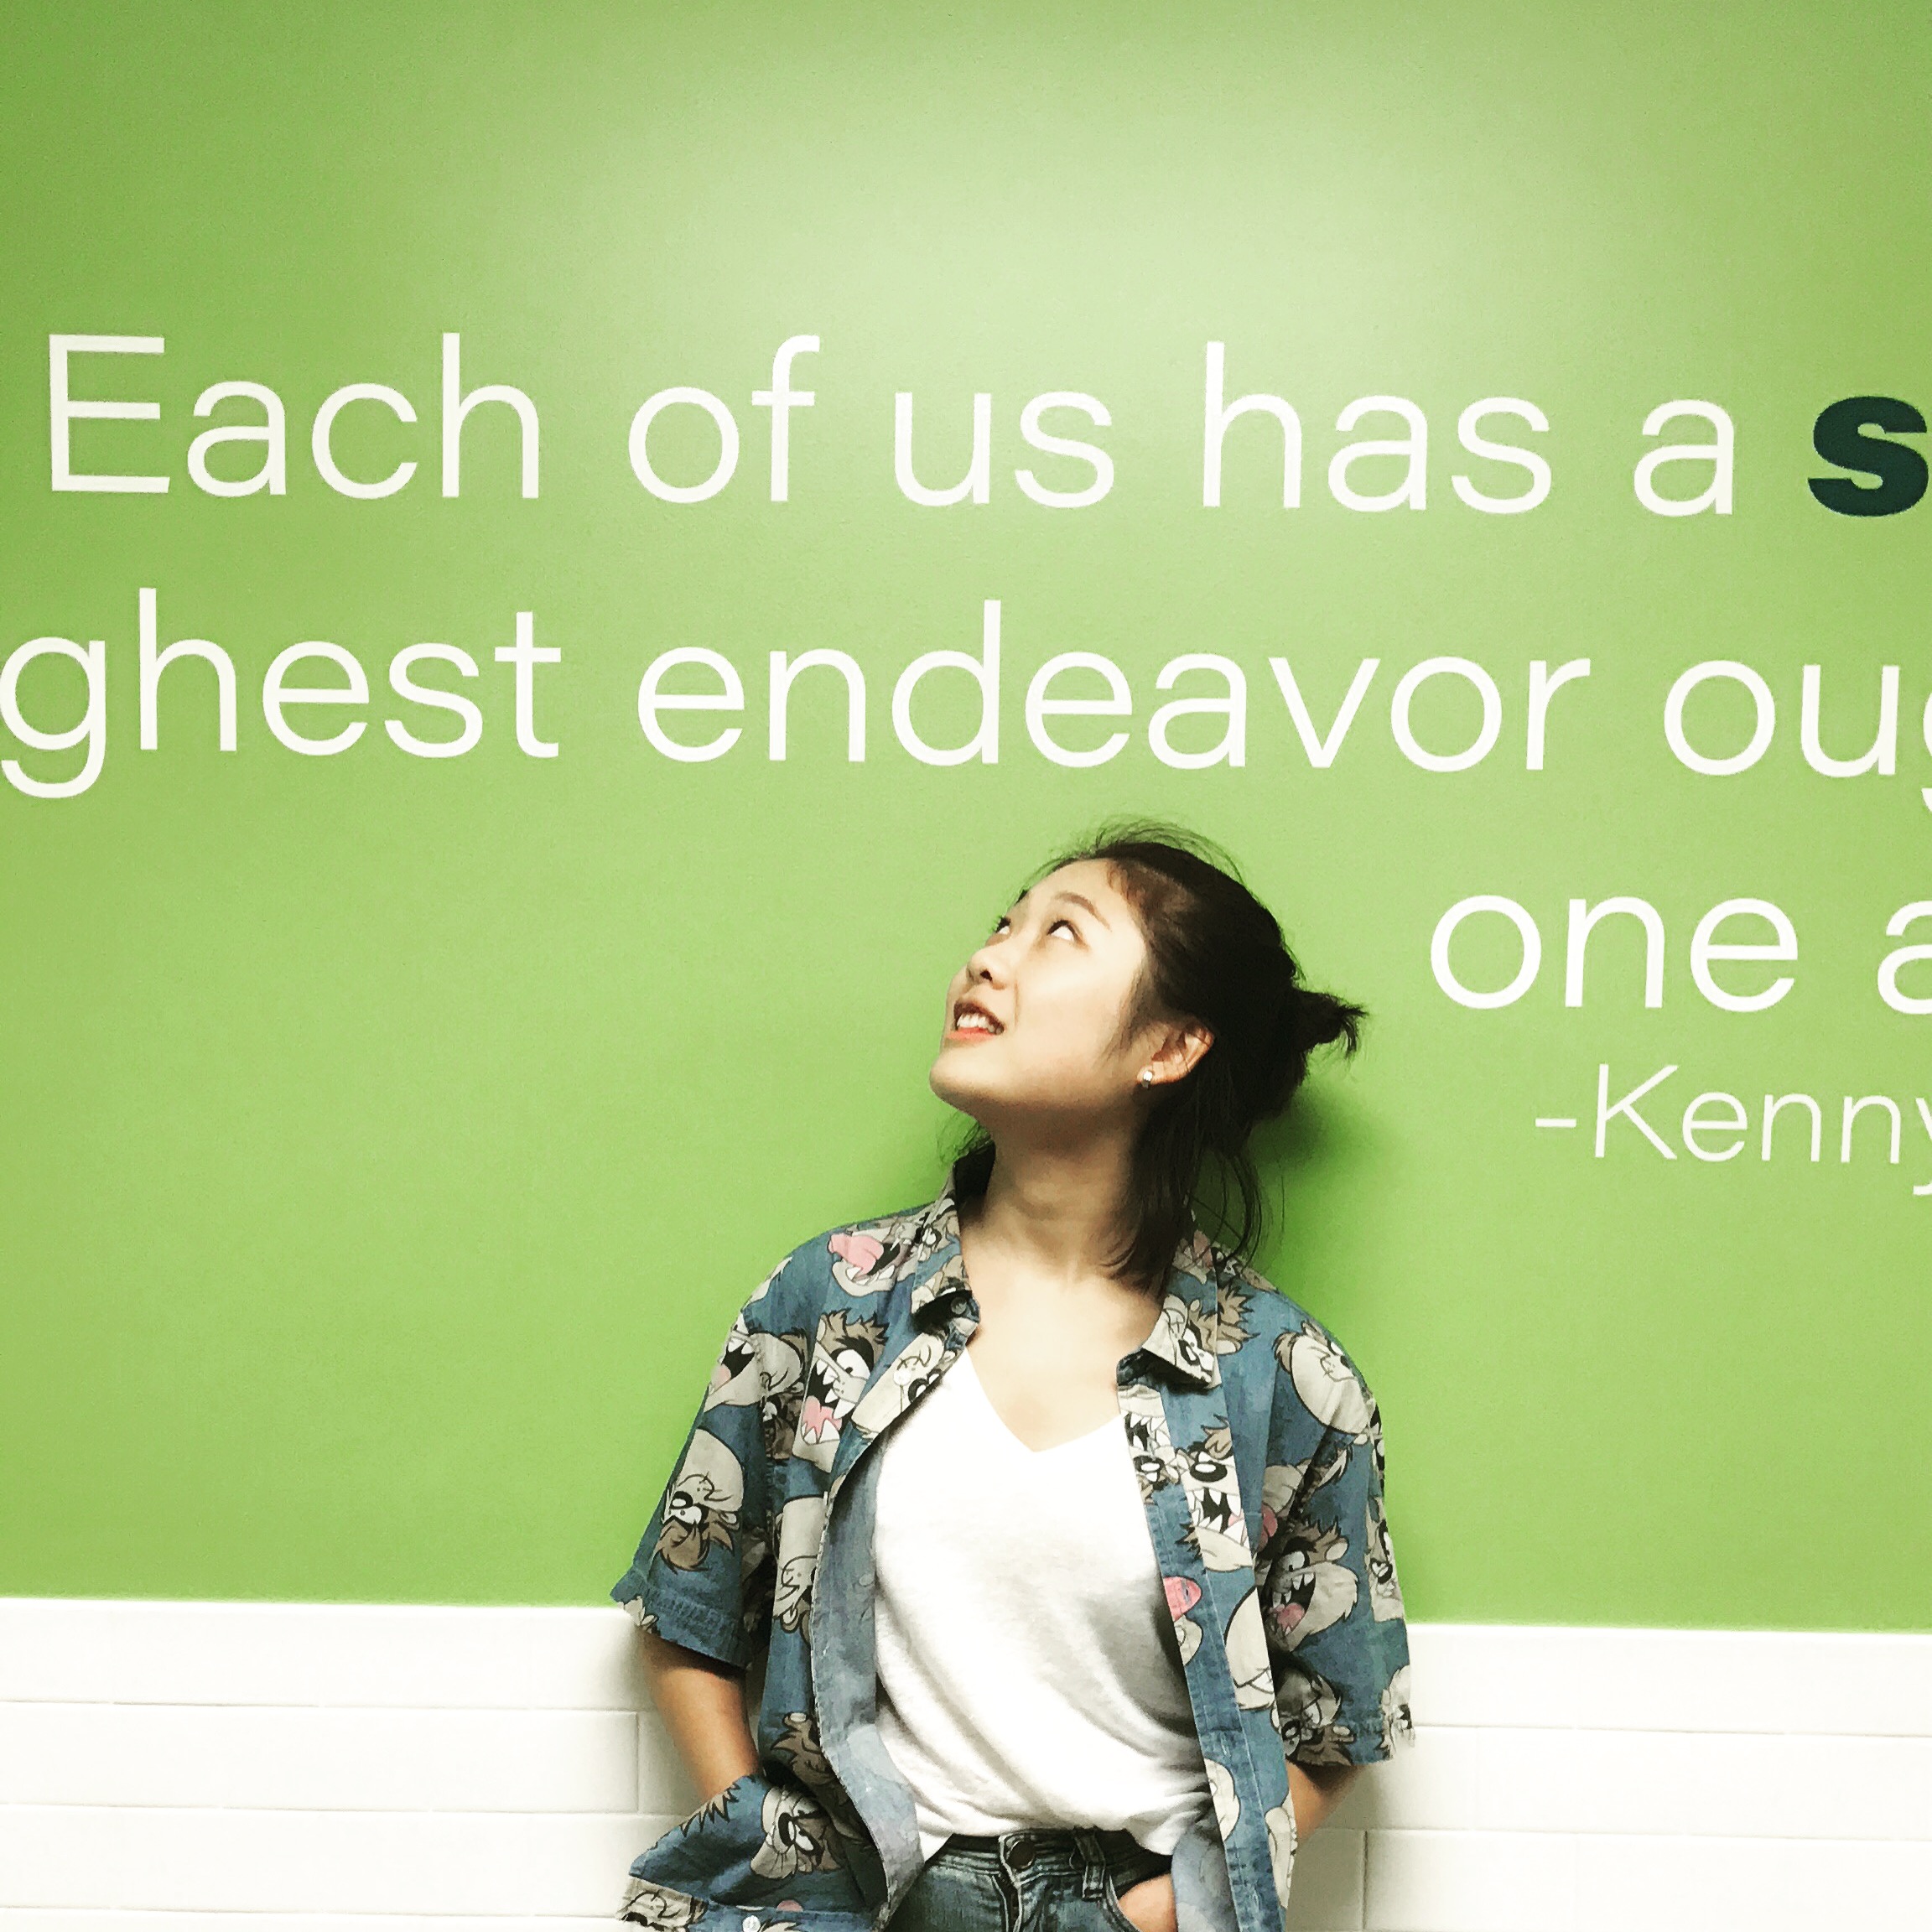 Each of us has a s
ghest endeavor oug
one a
-Kenny